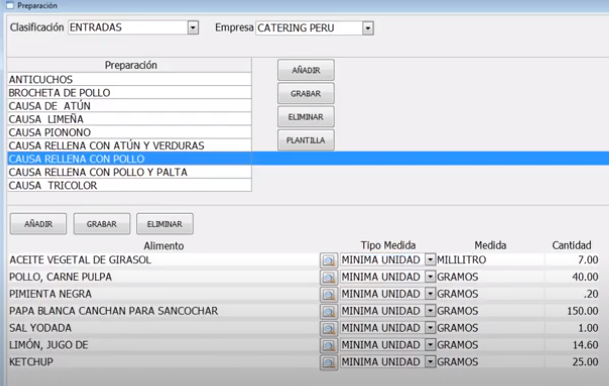 Preparación
Clasificación ENTRADAS Empresa CATERING PERU
Preparación
ANTICUCHOS
BROCHETA DE POLLO
CAUSA DE ATÚN
CAUSA LIMEÑA
CAUSA PIONONO
CAUSA RELLENA CON ATÚN Y VERDURAS
CAUSA RELLENA CON POLLO
CAUSA RELLENA CON POLLO Y PALTA
CAUSA TRICOLOR
AÑADIR
GRABAR
ELIMINAR
PLANTILLA
AÑADIR GRABAR ELIMINAR
Alimento Tipo Medida Medida Cantidad
ACEITE VEGETAL DE GIRASOL MINIMA UNIDAD MILILITRO 7.00
POLLO, CARNE PULPA MINIMA UNIDAD GRAMOS 40.00
PIMIENTA NEGRA MINIMA UNIDAD GRAMOS .20
PAPA BLANCA CANCHAN PARA SANCOCHAR MINIMA UNIDAD GRAMOS 150.00
SAL YODADA MINIMA UNIDAD GRAMOS 1.00
LIMÓN, JUGO DE MINIMA UNIDAD GRAMOS 14.60
KETCHUP MINIMA UNIDAD GRAMOS 25.00